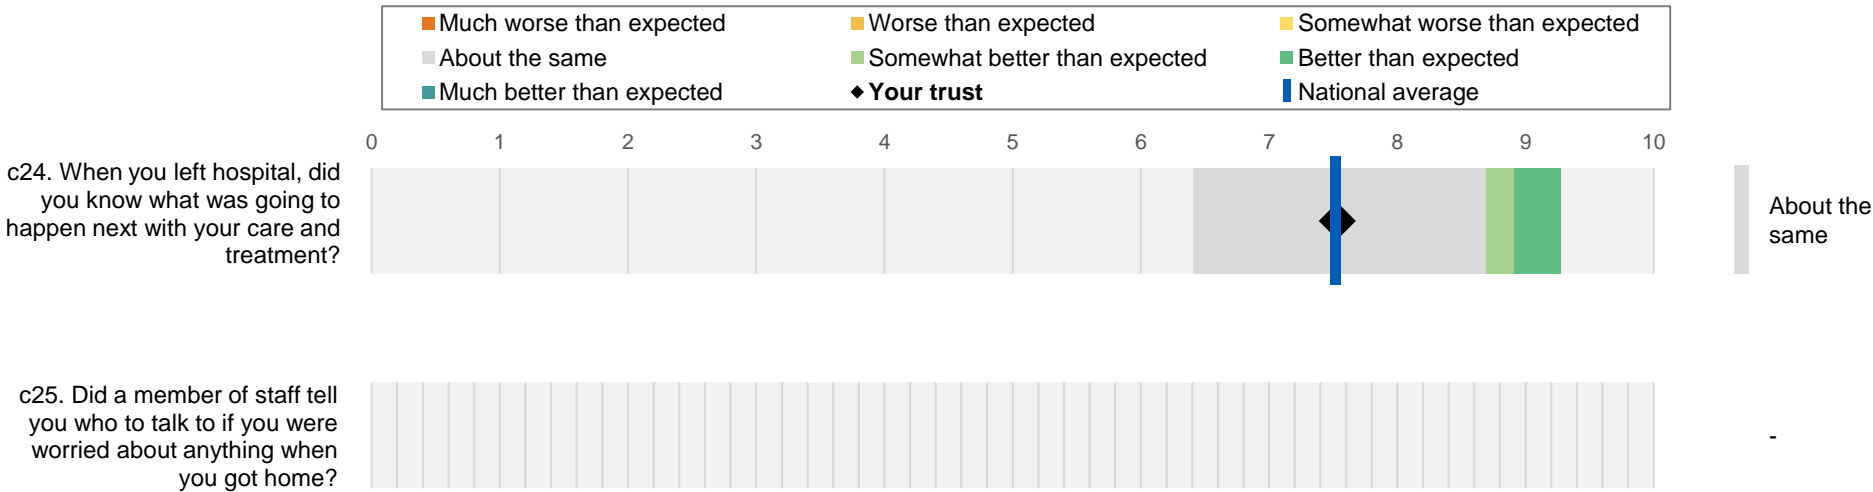 Much worse than expected
Worse than expected
Somewhat worse than expected
About the same
Somewhat better than expected
Better than expected
Much better than expected
Your trust
National average
0 1 2 3 4 5 6 7 8 9 10
c24. When you left hospital, did
you know what was going to
happen next with your care and
treatment?
About the
same
c25. Did a member of staff tell
you who to talk to if you were
worried about anything when
you got home?
-